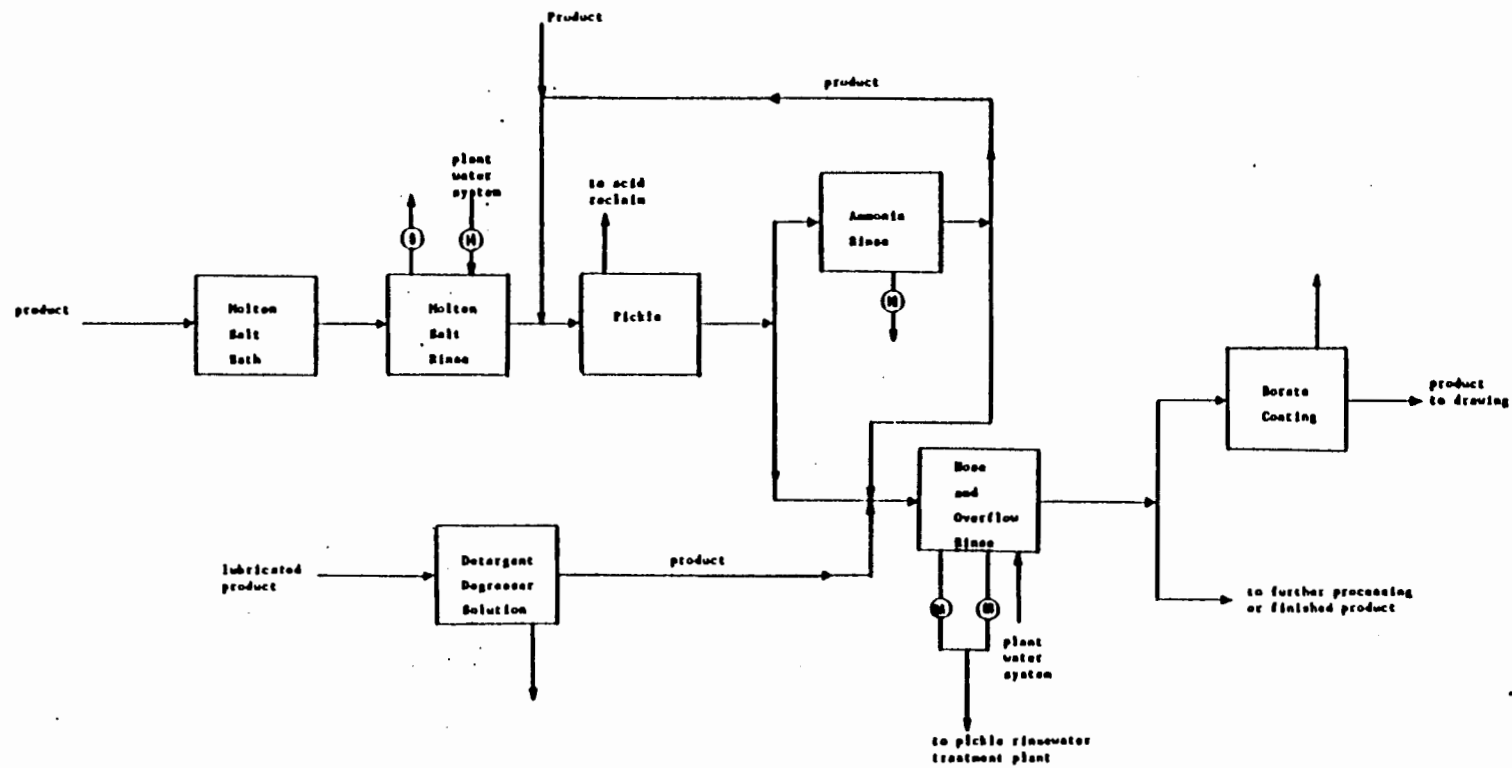 Product
product
plant
water
system
to acid
reclaim
Ammonia
Rinse
product
Molten
Salt
Bath
Molten
Salt
Rinse
Pickle
Borate
Coating
product
to drawing
Hose
and
Overflow
Rinse
lubricated
product
Detergent
Degreaser
Solution
product
to further processing
or finished product
plant
water
system
to pickle rinsewater
treatment plant